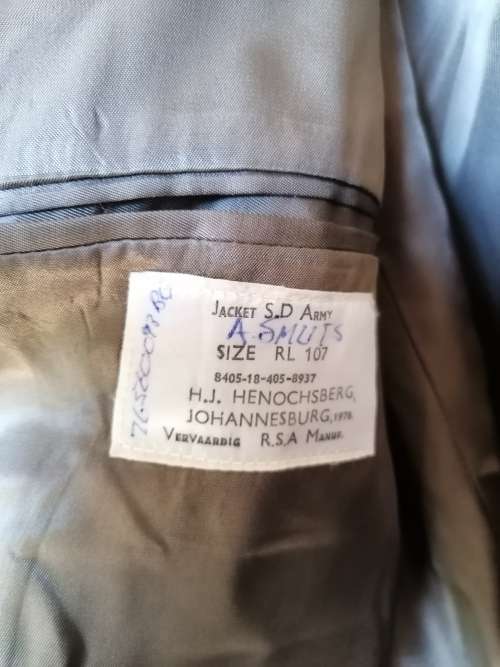 JACKET S.D ARMY
A. SMUTS
SIZE RL 107
8405-18-405-8937
H.J. HENOCHSBERG,
JOHANNESBURG, 1978.
VERVAARDIG R.S.A MANUF.